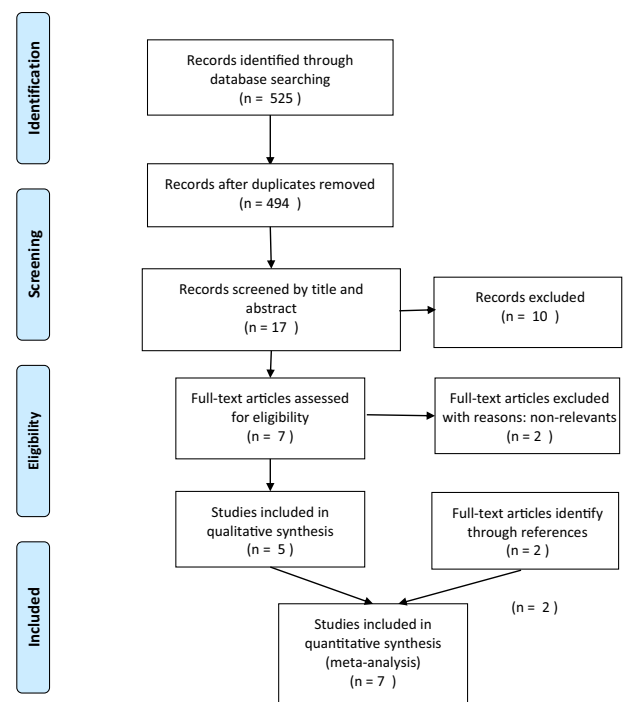 Identification
Records identified through
database searching
(n = 525 )
Records after duplicates removed
(n = 494 )
Screening
Records screened by title and
abstract
(n = 17 )
Records excluded
(n = 10 )
Eligibility
Full-text articles assessed
for eligibility
(n = 7 )
Full-text articles excluded
with reasons: non-relevants
(n = 2 )
Studies included in
qualitative synthesis
(n = 5 )
Full-text articles identify
through references
(n = 2 )
Included
(n = 2 )
Studies included in
quantitative synthesis
(meta-analysis)
(n = 7 )